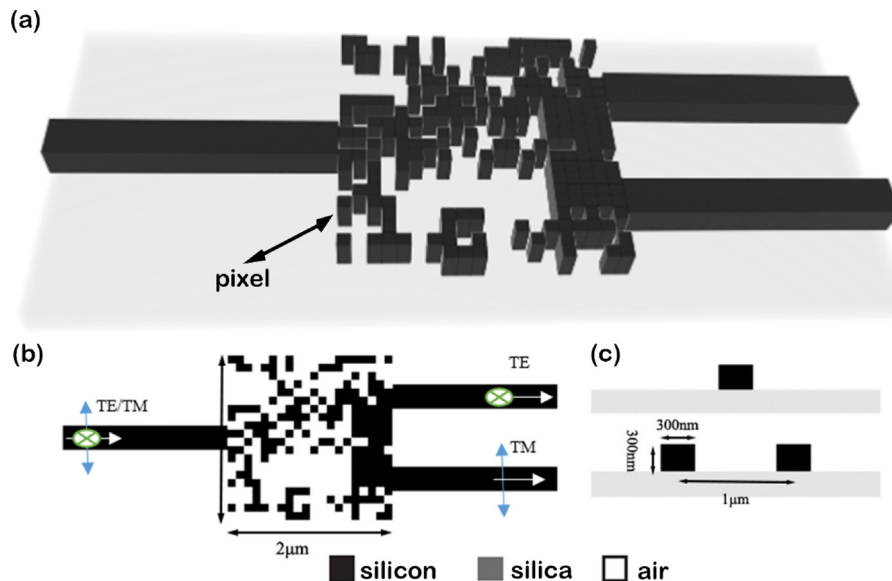 (a)
pixel
(b)
TE/TM
TE
TM
2μm
(c)
300nm
300nm
1μm
silicon silica air